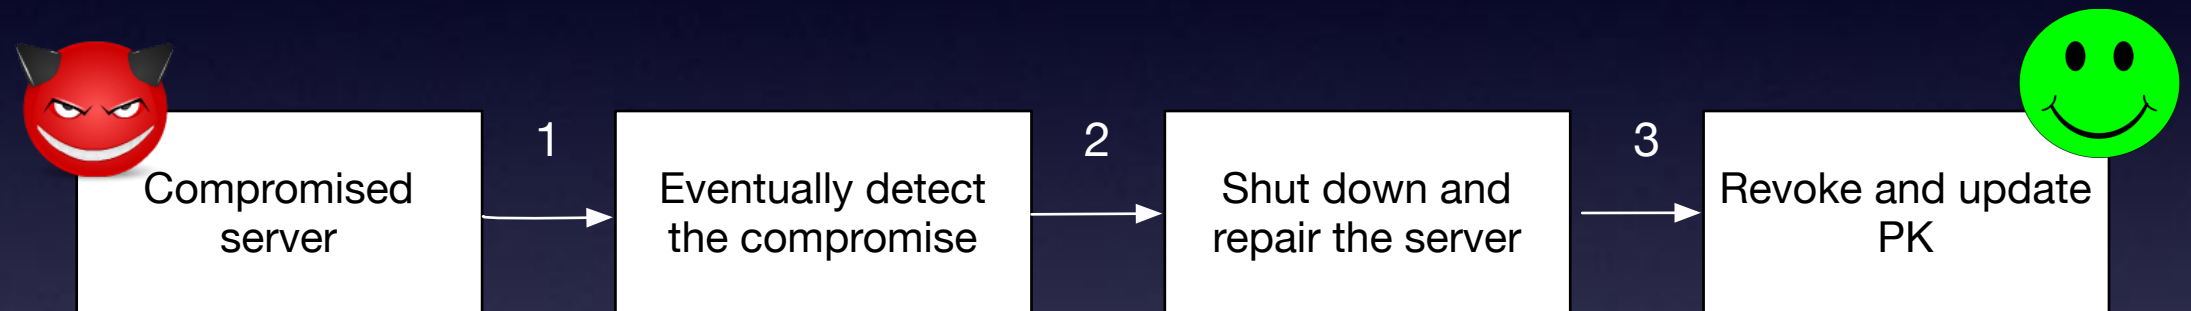 1
2
3
Compromised
server
Eventually detect
the compromise
Shut down and
repair the server
Revoke and update
PK